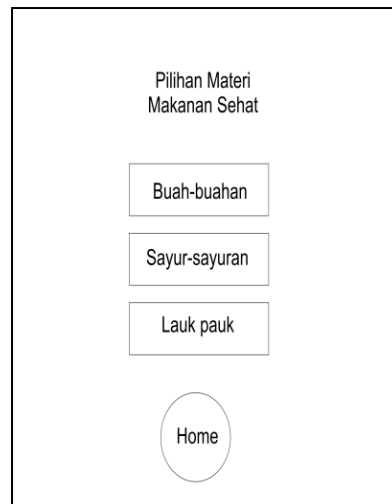 Pilihan Materi
Makanan Sehat
Buah-buahan
Sayur-sayuran
Lauk pauk
Home